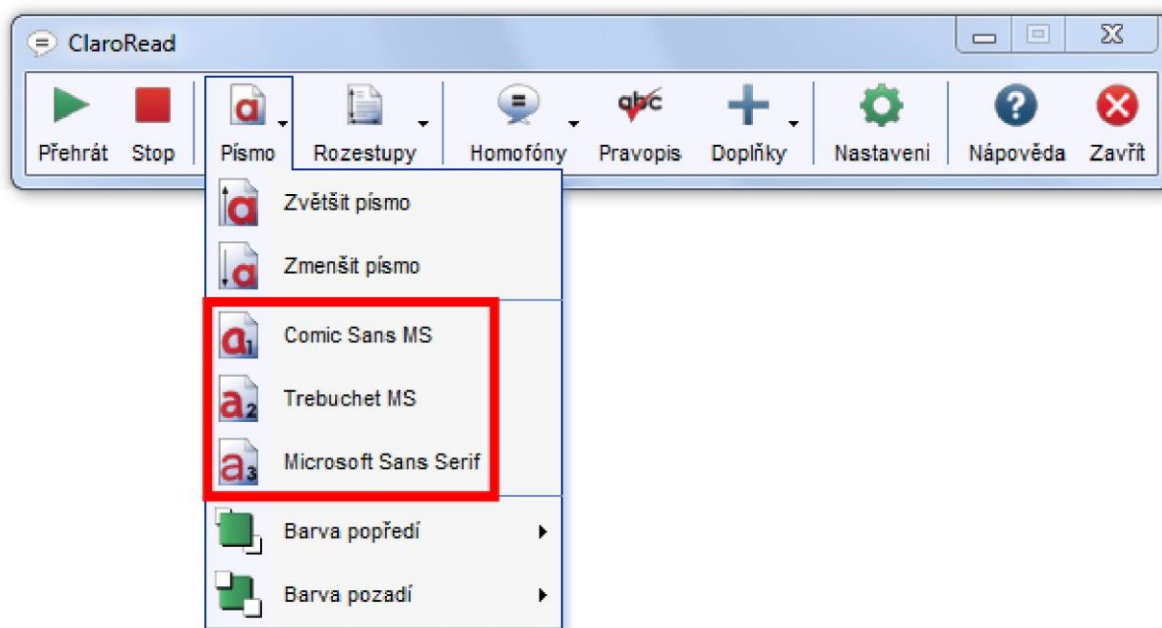 ClaroRead
Přehrát Stop Písmo Rozestupy Homofóny Pravopis Doplňky Nastaveni Nápověda Zavřít
Zvětšit písmo
Zmenšit písmo
Comic Sans MS
Trebuchet MS
Microsoft Sans Serif
Barva popředí
Barva pozadí